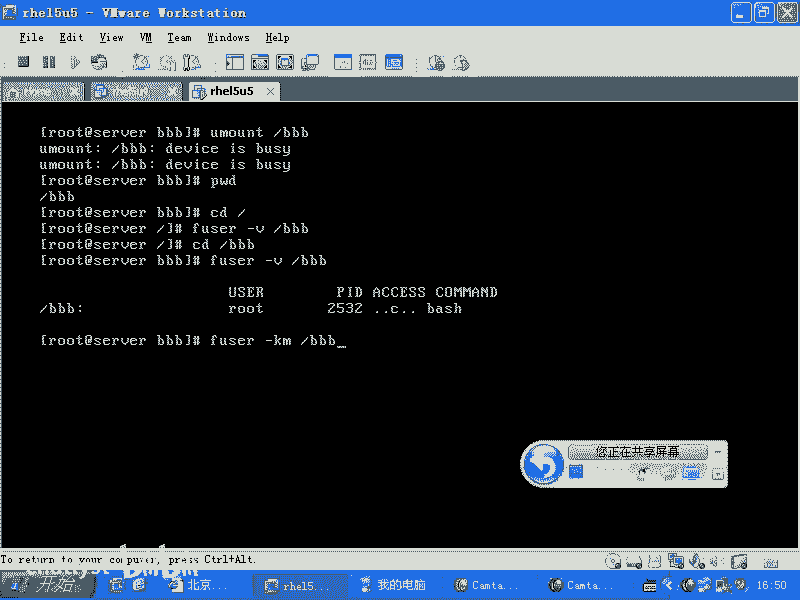 rhel5u5 - VMware Workstation
File Edit View VM Team Windows Help
rhel5u5
[root@server bbb]# umount /bbb
umount: /bbb: device is busy
umount: /bbb: device is busy
[root@server bbb]# pwd
/bbb
[root@server bbb]# cd /
[root@server /]# fuser -v /bbb
[root@server /]# cd /bbb
[root@server bbb]# fuser -v /bbb
USER PID ACCESS COMMAND
/bbb: root 2532 ..c.. bash
[root@server bbb]# fuser -km /bbb_
您正在共享屏幕
To return to your computer, press Ctrl+Alt.
开始 北京... rhel5... 我的电脑 Camta... Camta... 16:50